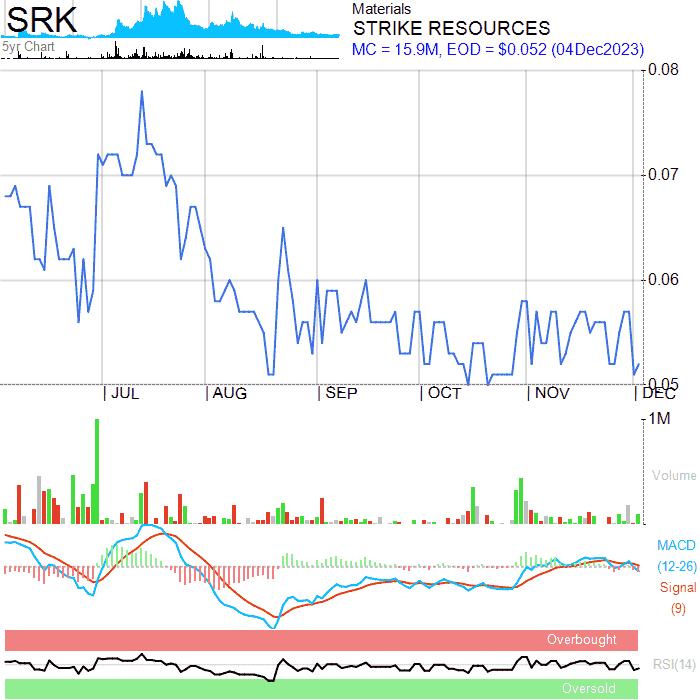 SRK
5yr Chart
Materials
STRIKE RESOURCES
MC = 15.9M, EOD = $0.052 (04Dec2023)
0.08
0.07
0.06
0.05
JUL AUG SEP OCT NOV DEC
1M
Volume
MACD
(12-26)
Signal
(9)
Overbought
RSI(14)
Oversold